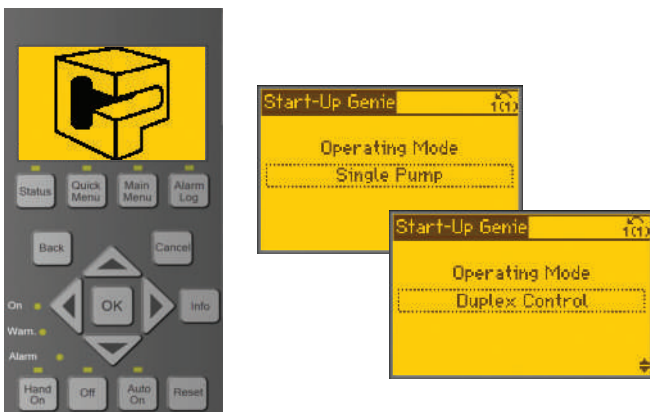 Status
Quick Menu
Main Menu
Alarm Log
Back
Cancel
OK
Info
On
Warn.
Alarm
Hand On
Off
Auto On
Reset
Start-Up Genie 1(1)
Operating Mode
Single Pump
Start-Up Genie 1(1)
Operating Mode
Duplex Control